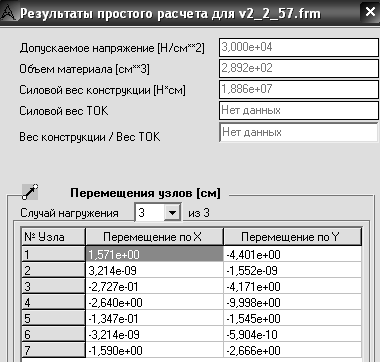 Результаты простого расчета для v2_2_57.frm
Допускаемое напряжение [Н/см**2] 3,000e+04
Объем материала [см**3] 2,892e+02
Силовой вес конструкции [Н*см] 1,886e+07
Силовой вес ТОК Нет данных
Вес конструкции / Вес ТОК Нет данных
Перемещения узлов [см]
Случай нагружения 3 из 3
№ Узла Перемещение по X Перемещение по Y
1 1,571e+00 -4,401e+00
2 3,214e-09 -1,552e-09
3 -2,727e-01 -4,171e+00
4 -2,640e+00 -9,998e+00
5 -1,347e-01 -1,545e+00
6 -3,214e-09 -5,904e-10
7 -1,590e+00 -2,666e+00